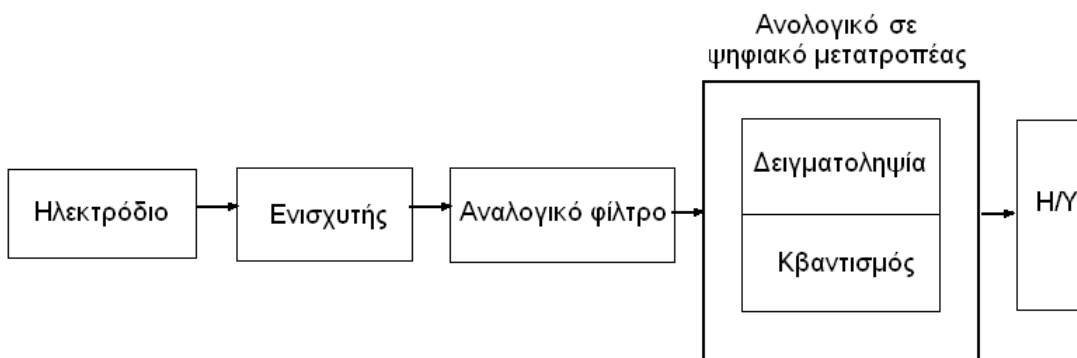 Ανολογικό σε
ψηφιακό μετατροπέας
Ηλεκτρόδιο
Ενισχυτής
Αναλογικό φίλτρο
Δειγματοληψία
Κβαντισμός
Η/Υ